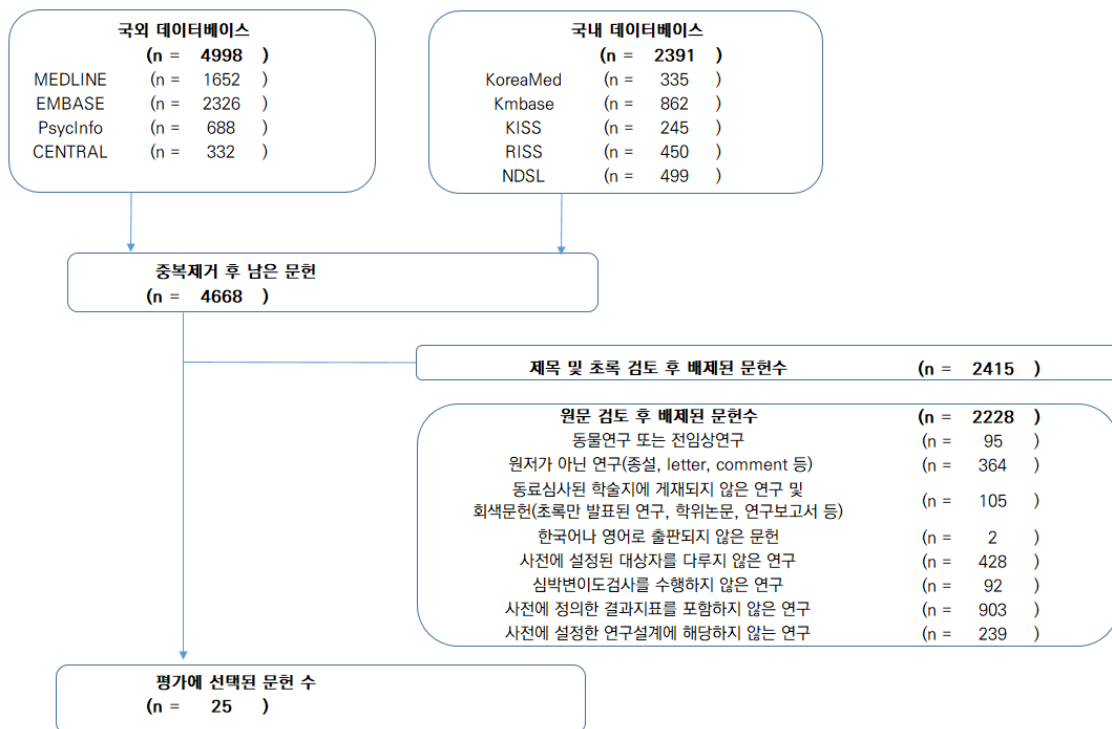 국외 데이터베이스
(n = 4998 )
MEDLINE (n = 1652 )
EMBASE (n = 2326 )
PsycInfo (n = 688 )
CENTRAL (n = 332 )
국내 데이터베이스
(n = 2391 )
KoreaMed (n = 335 )
Kmbase (n = 862 )
KISS (n = 245 )
RISS (n = 450 )
NDSL (n = 499 )
중복제거 후 남은 문헌
(n = 4668 )
제목 및 초록 검토 후 배제된 문헌수 (n = 2415 )
원문 검토 후 배제된 문헌수 (n = 2228 )
동물연구 또는 전임상연구 (n = 95 )
원저가 아닌 연구(종설, letter, comment 등) (n = 364 )
동료심사된 학술지에 게재되지 않은 연구 및
회색문헌(초록만 발표된 연구, 학위논문, 연구보고서 등) (n = 105 )
한국어나 영어로 출판되지 않은 문헌 (n = 2 )
사전에 설정된 대상자를 다루지 않은 연구 (n = 428 )
심박변이도검사를 수행하지 않은 연구 (n = 92 )
사전에 정의한 결과지표를 포함하지 않은 연구 (n = 903 )
사전에 설정한 연구설계에 해당하지 않는 연구 (n = 239 )
평가에 선택된 문헌 수
(n = 25 )